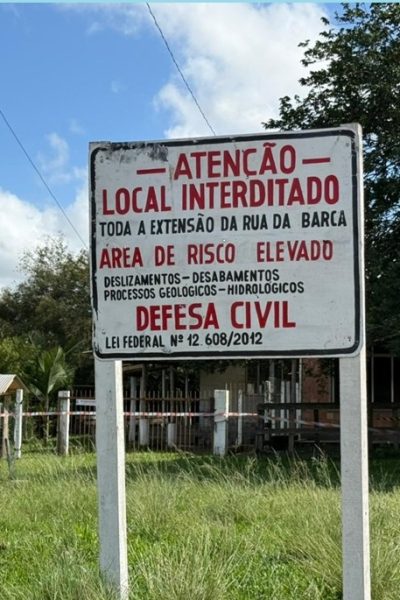 — ATENÇÃO —
LOCAL INTERDITADO
TODA A EXTENSÃO DA RUA DA BARCA
ÁREA DE RISCO ELEVADO
DESLIZAMENTOS - DESABAMENTOS
PROCESSOS GEOLOGICOS - HIDROLÓGICOS
DEFESA CIVIL
LEI FEDERAL Nº 12.608/2012